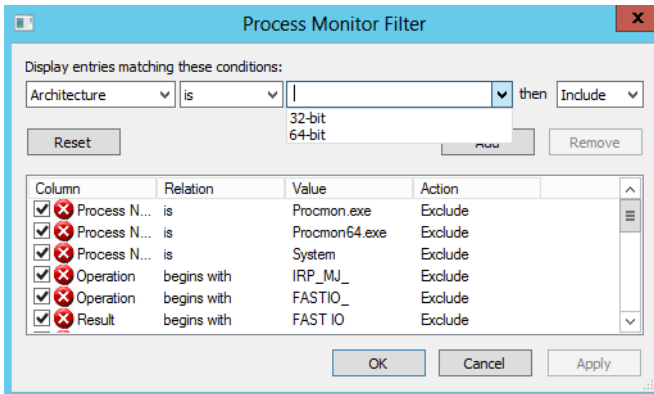 Process Monitor Filter
x
Display entries matching these conditions:
Architecture is then Include
32-bit
64-bit
Reset Add Remove
Column Relation Value Action
Process N... is Procmon.exe Exclude
Process N... is Procmon64.exe Exclude
Process N... is System Exclude
Operation begins with IRP_MJ_ Exclude
Operation begins with FASTIO_ Exclude
Result begins with FAST IO Exclude
OK Cancel Apply